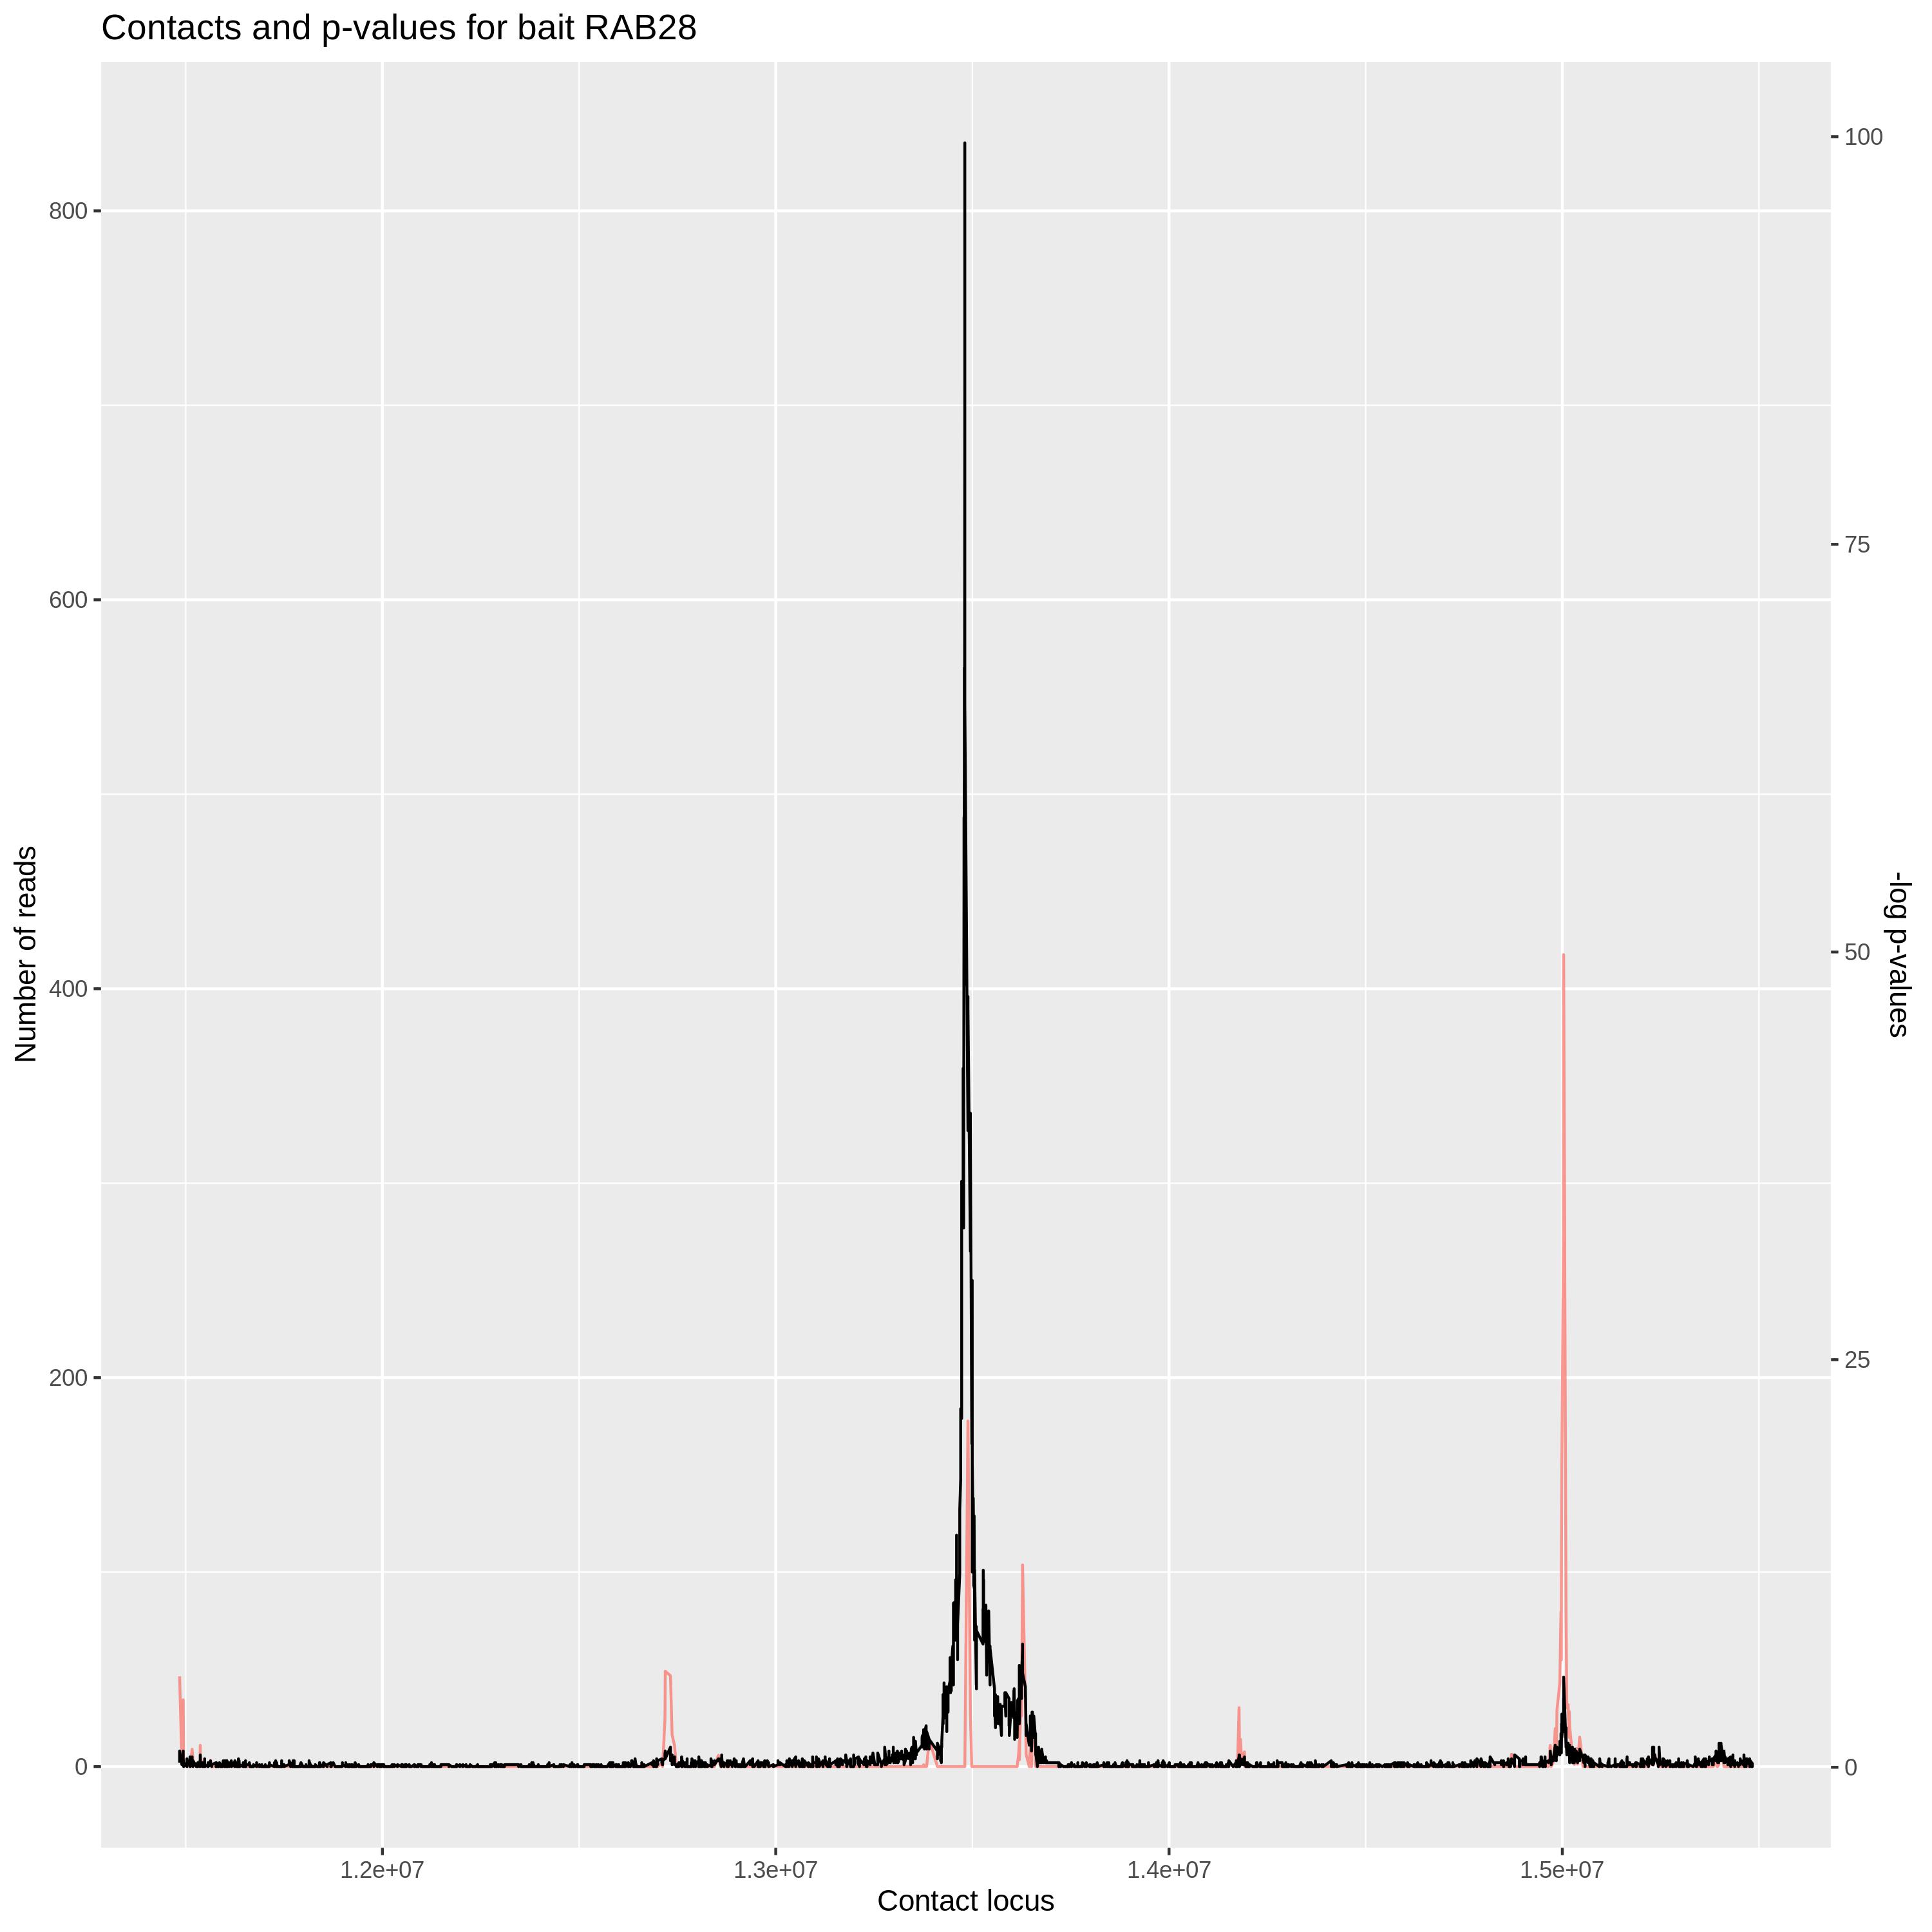 Contacts and p-values for bait RAB28
Number of reads
800
600
400
200
0
100
75
50
25
0
-log p-values
1.2e+07
1.3e+07
1.4e+07
1.5e+07
Contact locus